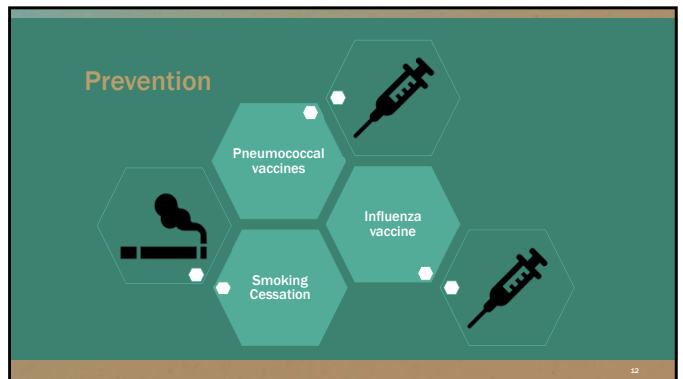 Prevention
Pneumococcal
vaccines
Influenza
vaccine
Smoking
Cessation
12